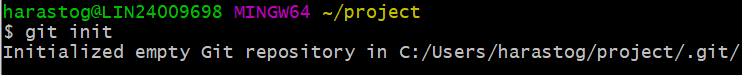 harastog@LIN24009698 MINGW64 ~/project
$ git init
Initialized empty Git repository in C:/Users/harastog/project/.git/